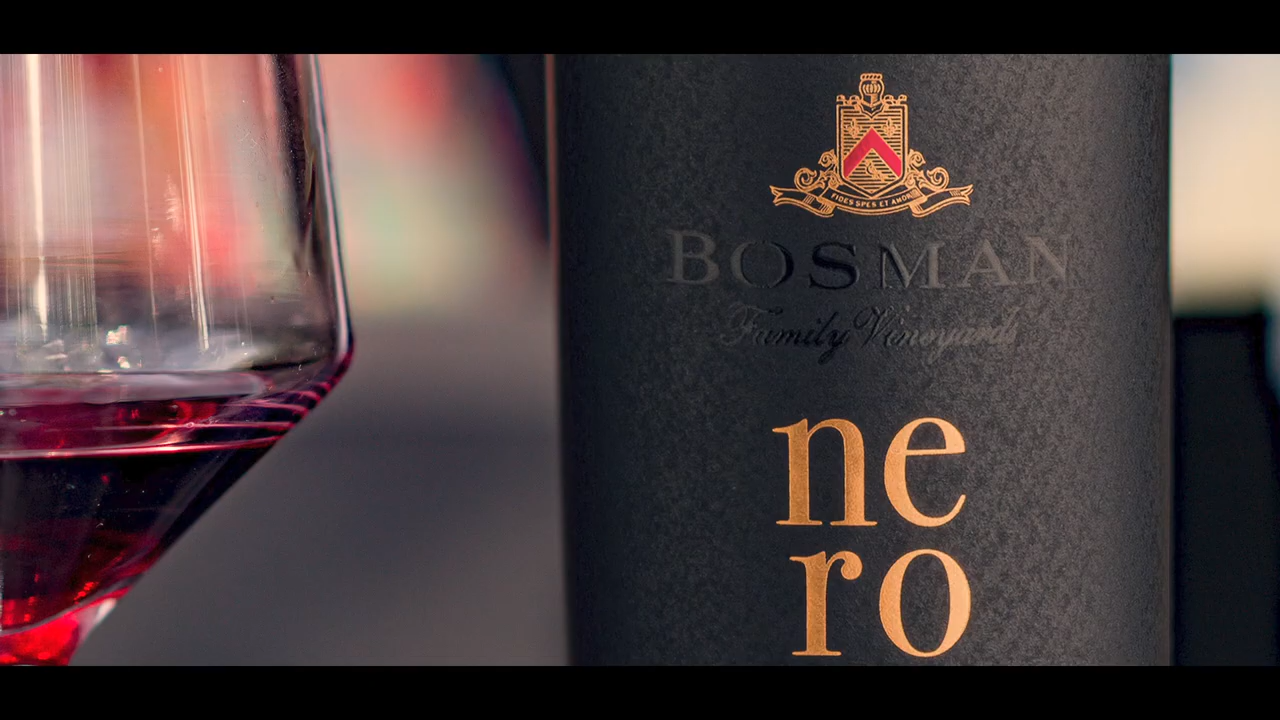 FIDES SPES ET AMOR
BOSMAN
Family Vineyards
ne
ro